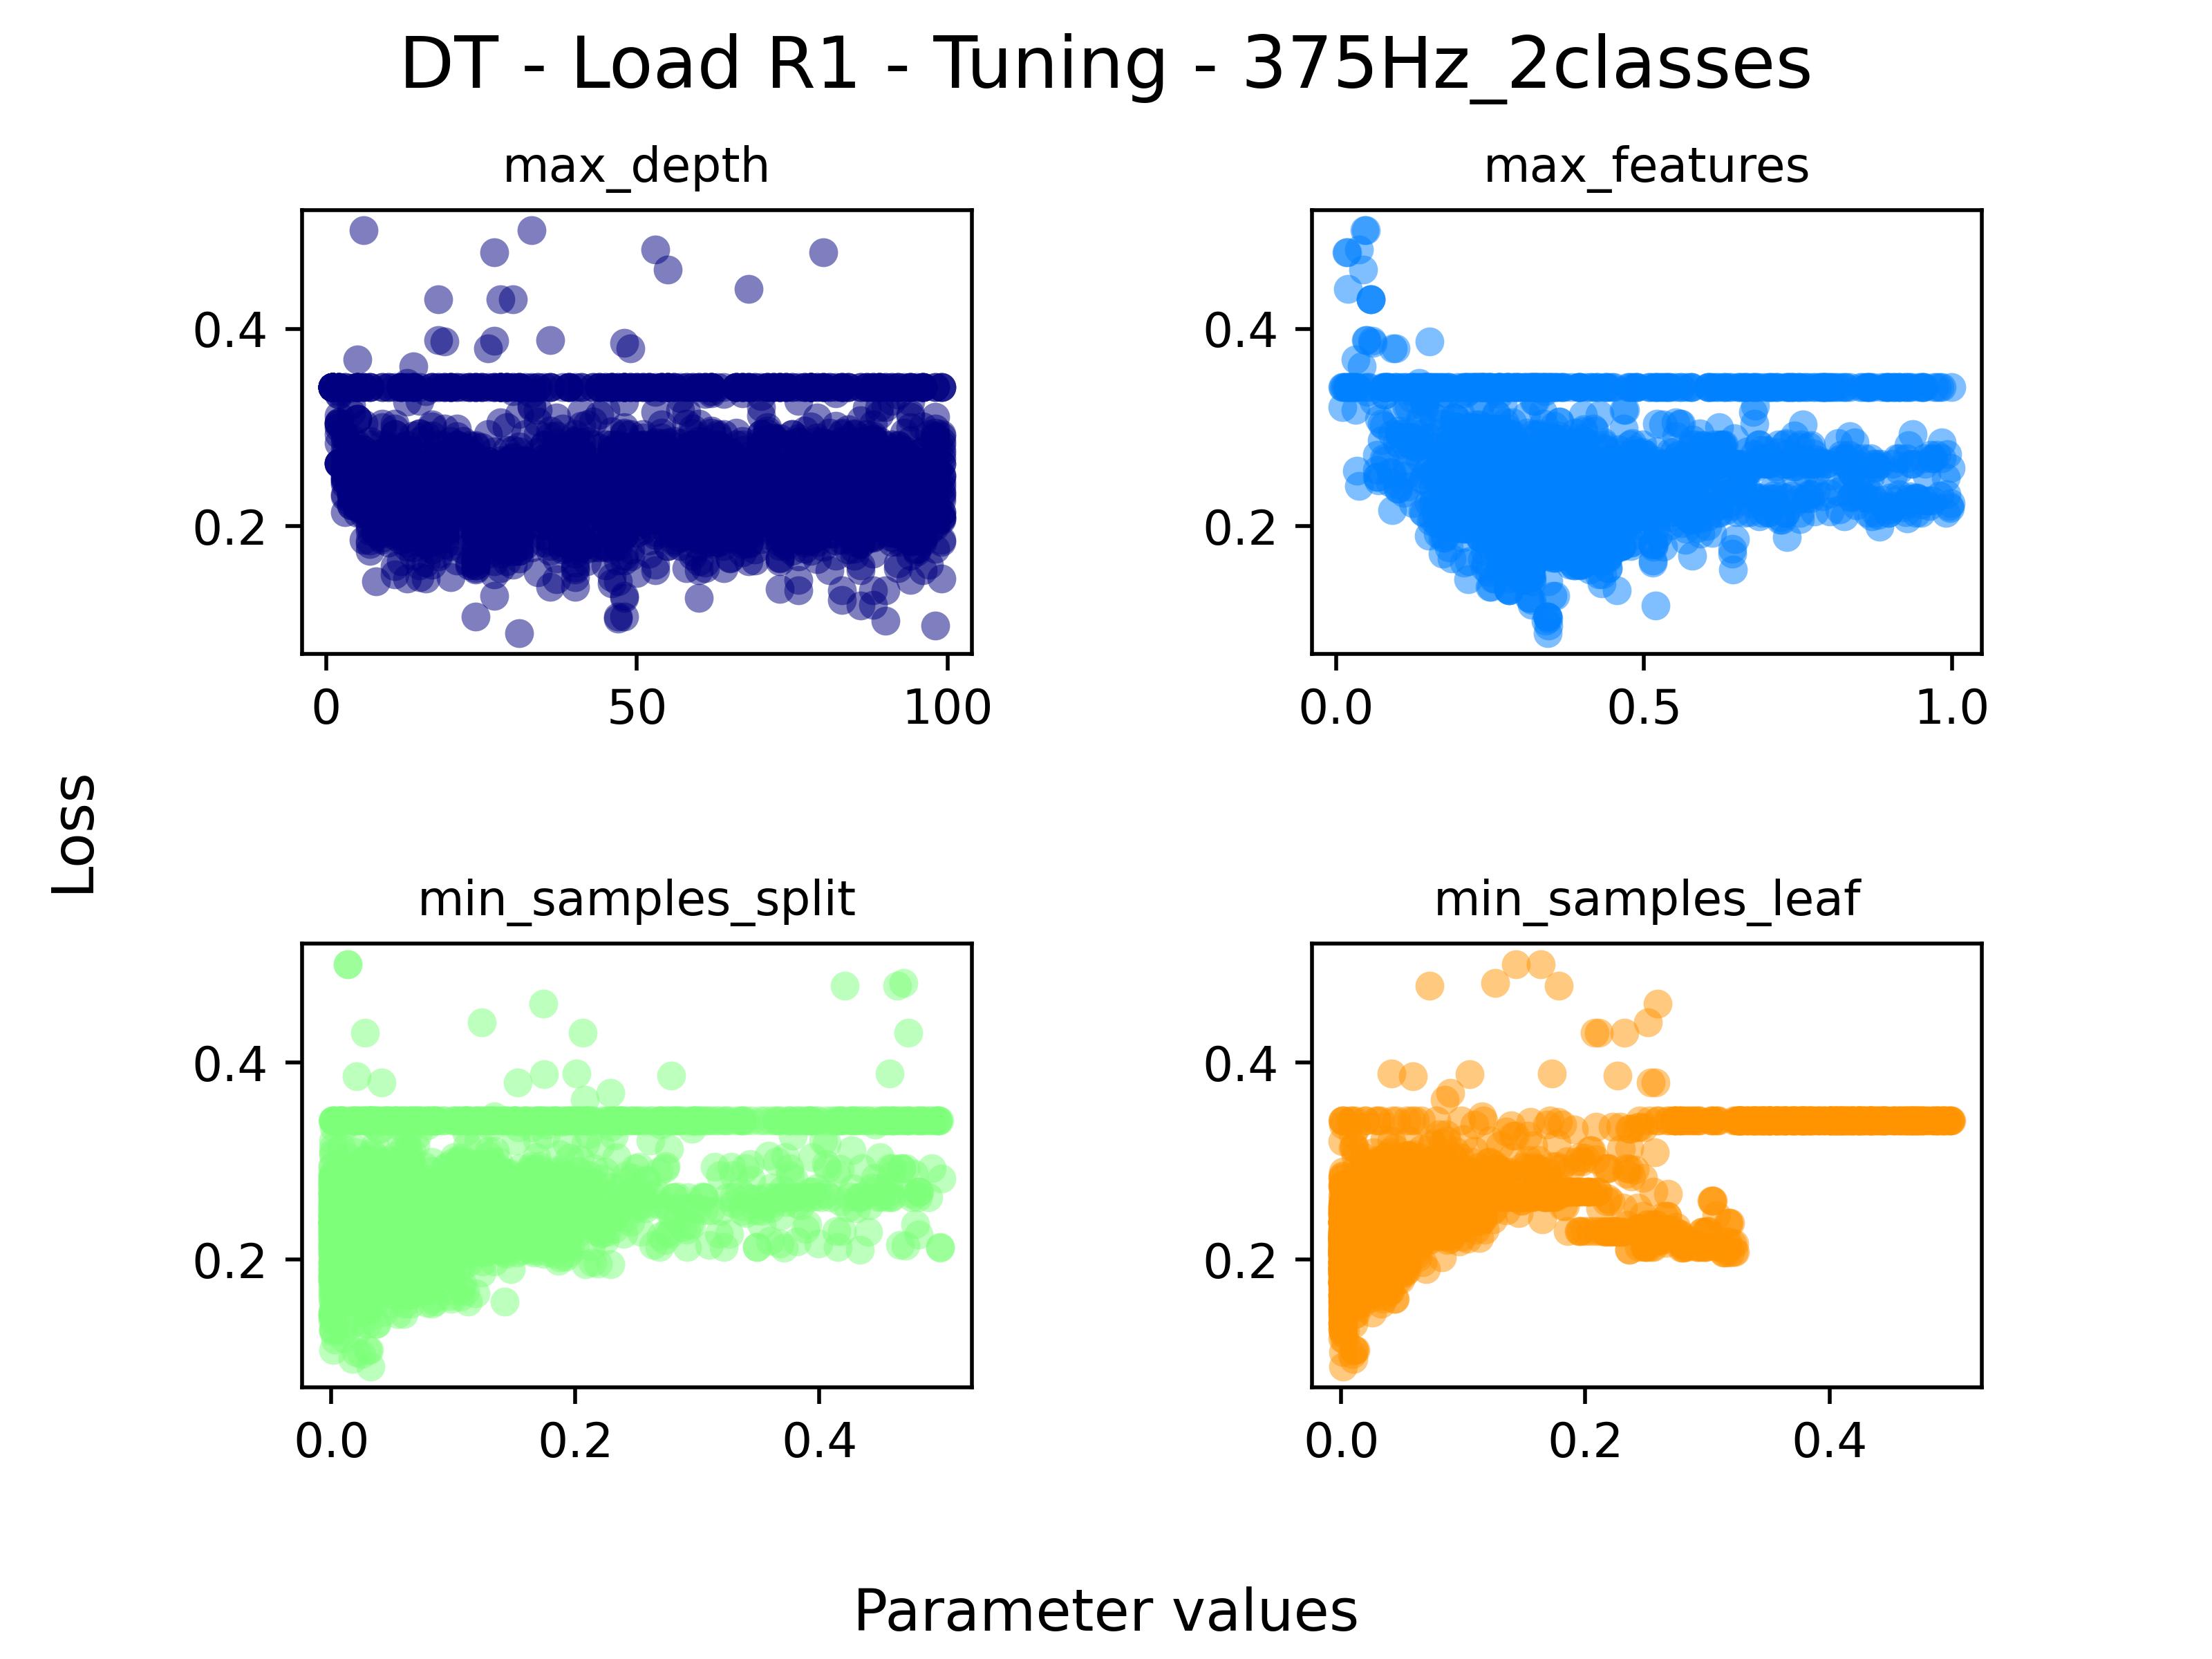 DT - Load R1 - Tuning - 375Hz_2classes
max_depth
max_features
0.4
0.2
0
50
100
0.4
0.2
0.0
0.5
1.0
Loss
min_samples_split
min_samples_leaf
0.4
0.2
0.0
0.2
0.4
0.4
0.2
0.0
0.2
0.4
Parameter values